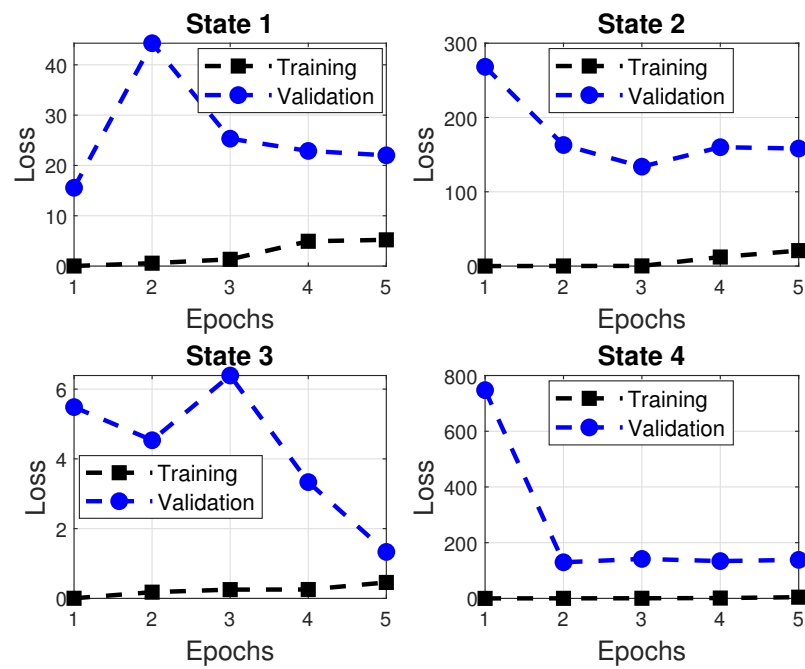 State 1
40
30
20
10
0
Loss
Training
Validation
1 2 3 4 5
Epochs
State 2
300
200
100
0
Loss
Training
Validation
1 2 3 4 5
Epochs
State 3
6
4
2
0
Loss
Training
Validation
1 2 3 4 5
Epochs
State 4
800
600
400
200
0
Loss
Training
Validation
1 2 3 4 5
Epochs